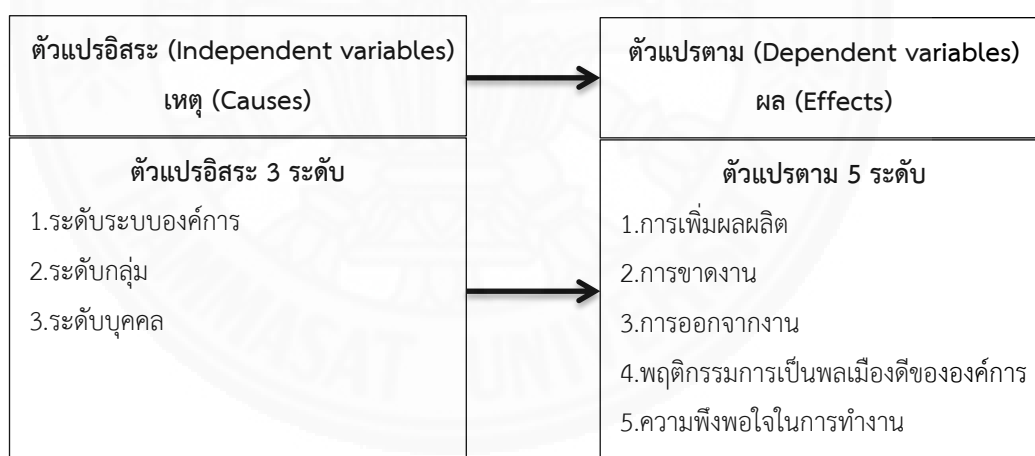 ตัวแปรอิสระ (Independent variables)
เหตุ (Causes)
ตัวแปรอิสระ 3 ระดับ
1.ระดับระบบองค์การ
2.ระดับกลุ่ม
3.ระดับบุคคล
ตัวแปรตาม (Dependent variables)
ผล (Effects)
ตัวแปรตาม 5 ระดับ
1.การเพิ่มผลผลิต
2.การขาดงาน
3.การออกจากงาน
4.พฤติกรรมการเป็นพลเมืองดีขององค์การ
5.ความพึงพอใจในการทำงาน